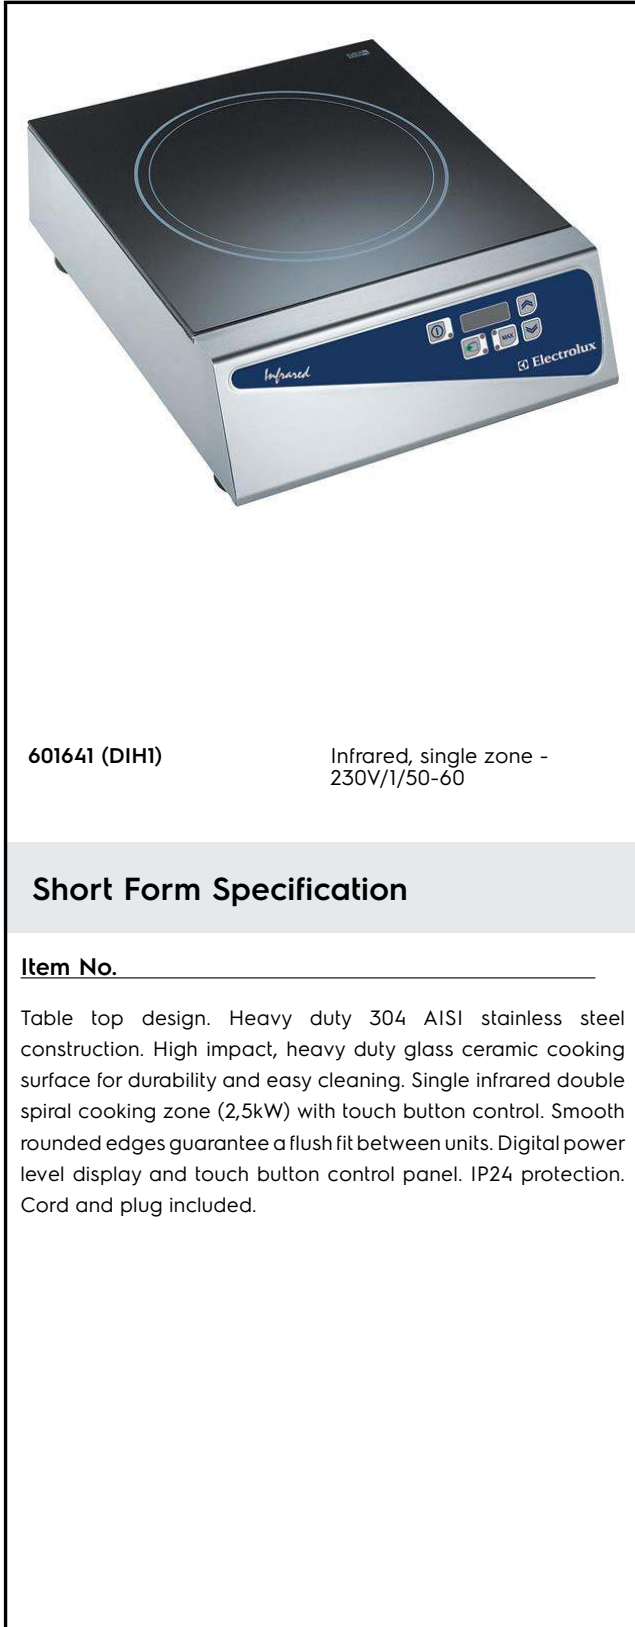 MAX
Infrared
Electrolux
601641 (DIH1)
Infrared, single zone -
230V/1/50-60
Short Form Specification
Item No.
Table top design. Heavy duty 304 AISI stainless steel
construction. High impact, heavy duty glass ceramic cooking
surface for durability and easy cleaning. Single infrared double
spiral cooking zone (2,5kW) with touch button control. Smooth
rounded edges guarantee a flush fit between units. Digital power
level display and touch button control panel. IP24 protection.
Cord and plug included.